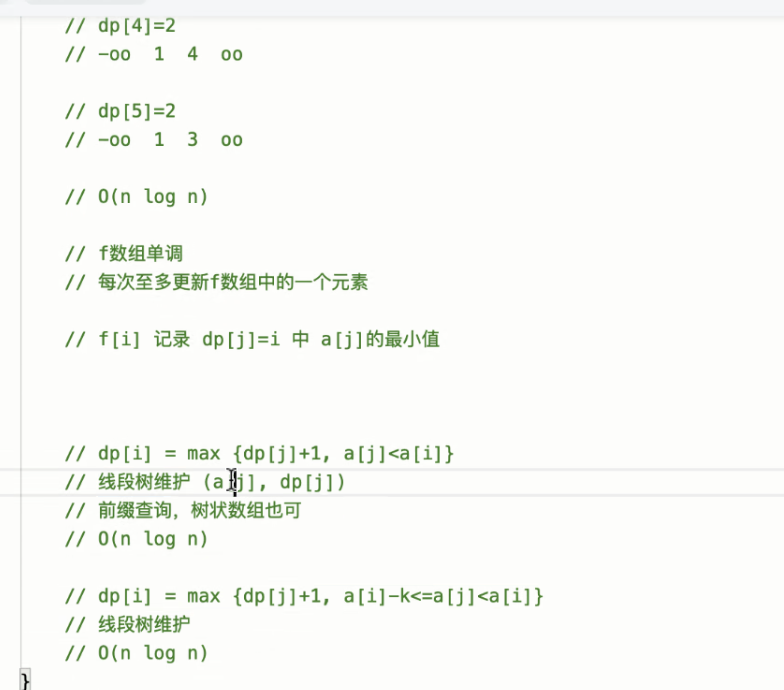 // dp[4]=2
// -oo 1 4 oo
// dp[5]=2
// -oo 1 3 oo
// O(n log n)
// f数组单调
// 每次至多更新f数组中的一个元素
// f[i] 记录 dp[j]=i 中 a[j]的最小值
// dp[i] = max {dp[j]+1, a[j]<a[i]}
// 线段树维护 (a[j], dp[j])
// 前缀查询，树状数组也可
// O(n log n)
// dp[i] = max {dp[j]+1, a[i]-k<=a[j]<a[i]}
// 线段树维护
// O(n log n)
}